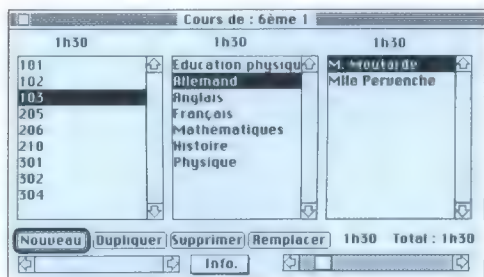 Cours de : 6ème 1
1h30 1h30 1h30
101
102
103
205
206
210
301
302
304
Education physiqu
Allemand
Anglais
Français
Mathematiques
Histoire
Physique
M. Moutarde
Mlle Pervenche
Nouveau Dupliquer Supprimer Remplacer 1h30 Total : 1h30
Info.